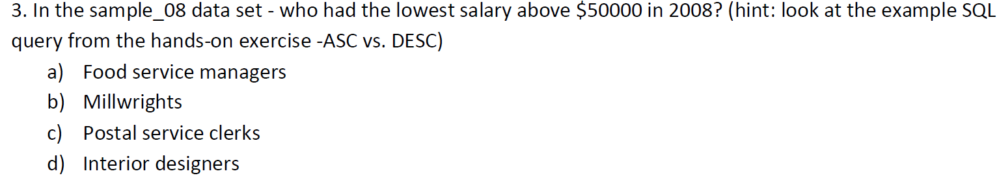 3. In the sample_08 data set - who had the lowest salary above $50000 in 2008? (hint: look at the example SQL
query from the hands-on exercise -ASC vs. DESC)
a) Food service managers
b) Millwrights
c) Postal service clerks
d) Interior designers